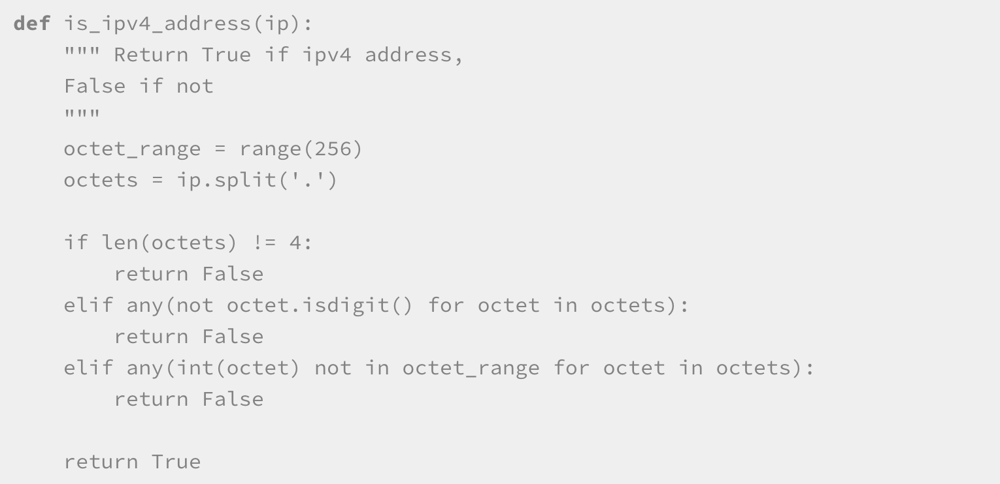 def is_ipv4_address(ip):
    """ Return True if ipv4 address,
    False if not
    """
    octet_range = range(256)
    octets = ip.split('.')

    if len(octets) != 4:
        return False
    elif any(not octet.isdigit() for octet in octets):
        return False
    elif any(int(octet) not in octet_range for octet in octets):
        return False

    return True